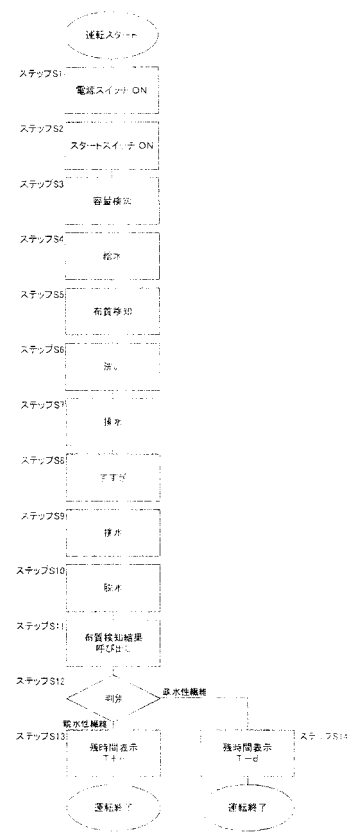 運転スタート
ステップS1
電源スイッチON
ステップS2
スタートスイッチON
ステップS3
容量検知
ステップS4
給水
ステップS5
布質検知
ステップS6
洗い
ステップS7
排水
ステップS8
すすぎ
ステップS9
排水
ステップS10
脱水
ステップS11
布質検知結果
呼び出し
ステップS12
判別
疎水性繊維
親水性繊維
ステップS13
残時間表示
残時間表示
T－d
ステップS14
運転終了
運転終了